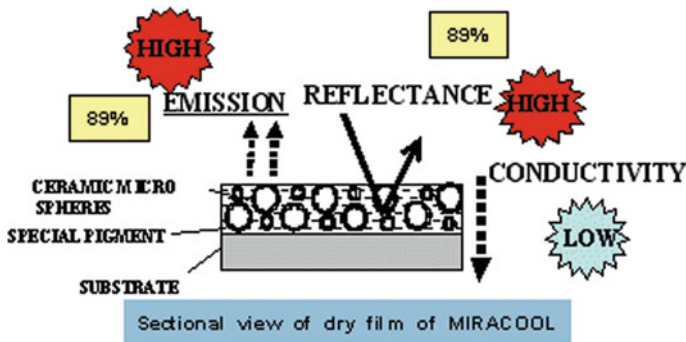 HIGH
89%
89%
EMISSION
REFLECTANCE
HIGH
CONDUCTIVITY
CERAMIC MICRO
SPHERES
SPECIAL PIGMENT
LOW
SUBSTRATE
Sectional view of dry film of MIRACOOL